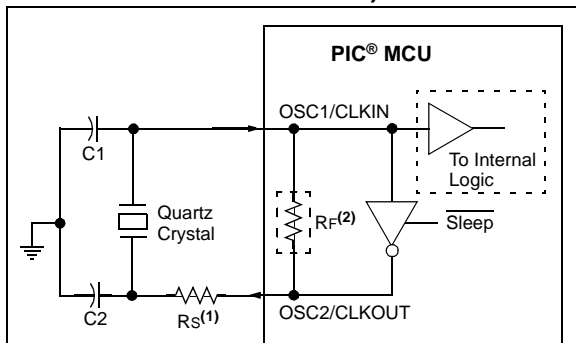 PIC® MCU
OSC1/CLKIN
C1
To Internal
Logic
Quartz
Crystal
RF(2)
Sleep
C2
RS(1)
OSC2/CLKOUT